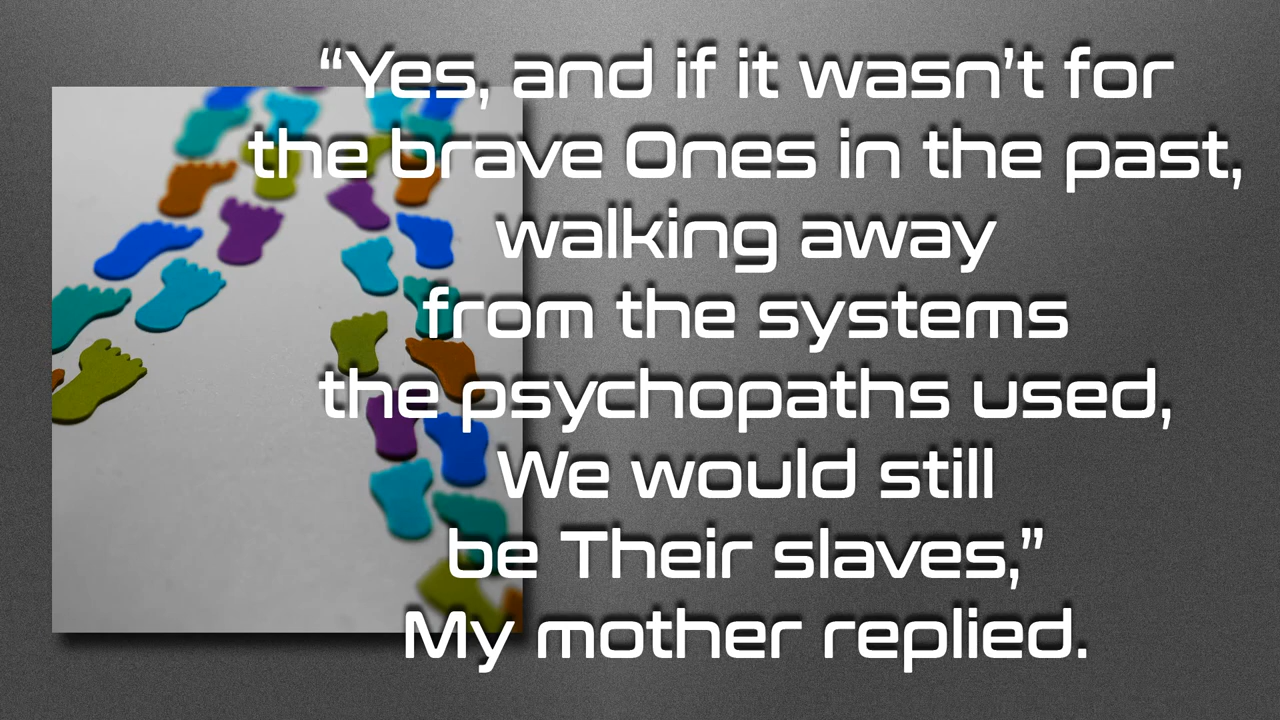 “Yes, and if it wasn’t for
the brave Ones in the past,
walking away
from the systems
the psychopaths used,
We would still
be Their slaves,”
My mother replied.